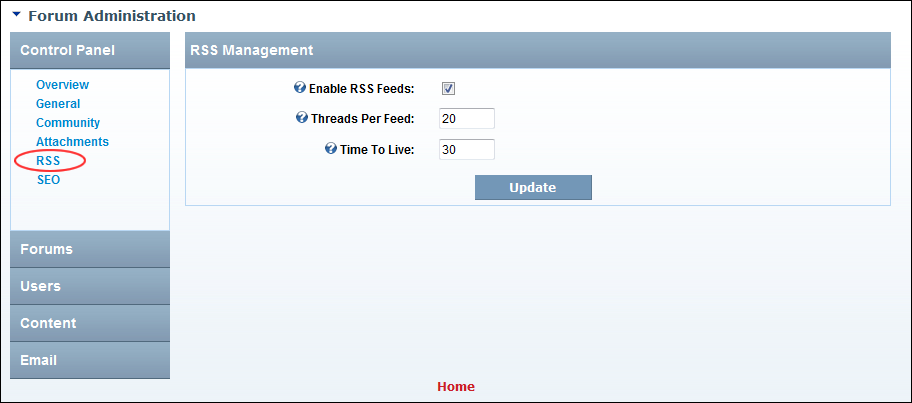 Forum Administration
Control Panel
Overview
General
Community
Attachments
RSS
SEO
Forums
Users
Content
Email
RSS Management
Enable RSS Feeds:
Threads Per Feed: 20
Time To Live: 30
Update
Home